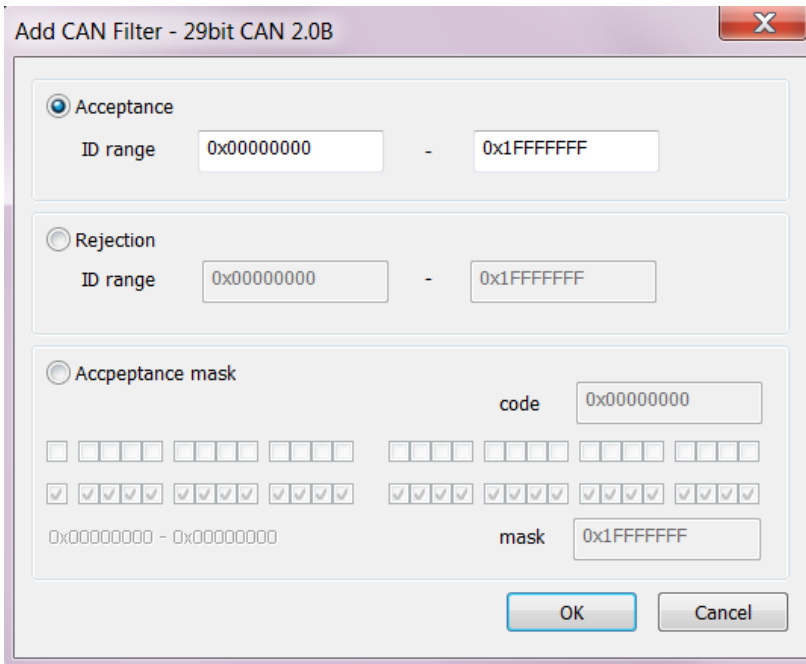 Add CAN Filter - 29bit CAN 2.0B
Acceptance
ID range 0x00000000 - 0x1FFFFFFF
Rejection
ID range 0x00000000 - 0x1FFFFFFF
Accpeptance mask
code 0x00000000
0x00000000 - 0x00000000 mask 0x1FFFFFFF
OK Cancel